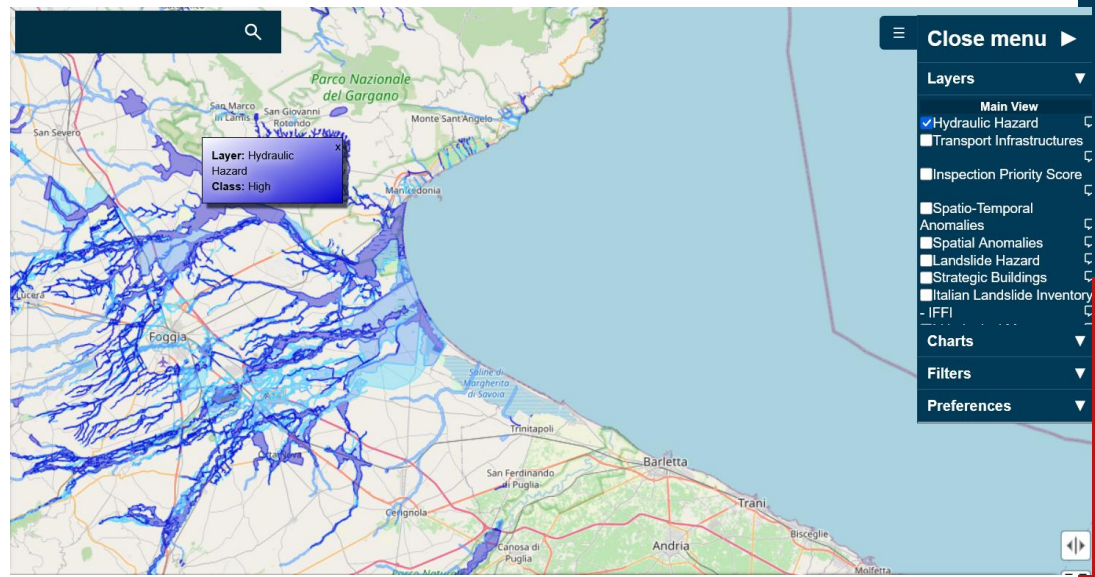 Close menu ▶
☰
Layers ▼
Main View
Hydraulic Hazard
Transport Infrastructures
Inspection Priority Score
Spatio-Temporal
Anomalies
Spatial Anomalies
Landslide Hazard
Strategic Buildings
Italian Landslide Inventory
- IFFI
Charts ▼
Filters ▼
Preferences ▼
Parco Nazionale
del Gargano
San Marco
in Lamis
San Giovanni
Rotondo
Monte Sant'Angelo
San Severo
x
Layer: Hydraulic
Hazard
Class: High
Manfredonia
Lucera
Foggia
Saline di
Margherita
di Savoia
Trinitapoli
Barletta
San Ferdinando
di Puglia
Trani
Cerignola
Bisceglie
Andria
Canosa di
Puglia
Molfetta